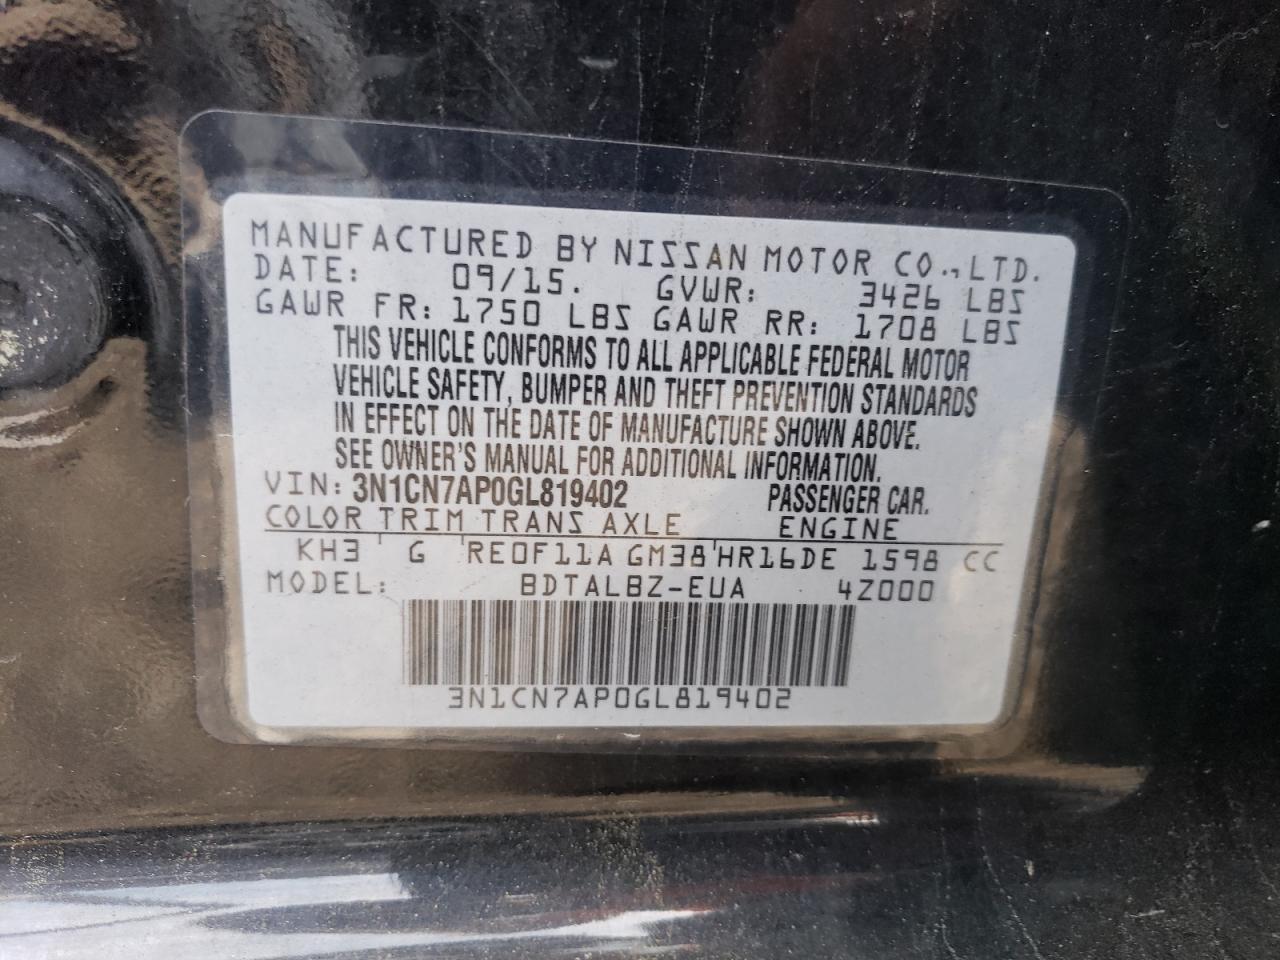 MANUFACTURED BY NISSAN MOTOR CO., LTD.
DATE: 09/15. GVWR: 3426 LBS
GAWR FR: 1750 LBS GAWR RR: 1708 LBS
THIS VEHICLE CONFORMS TO ALL APPLICABLE FEDERAL MOTOR
VEHICLE SAFETY, BUMPER AND THEFT PREVENTION STANDARDS
IN EFFECT ON THE DATE OF MANUFACTURE SHOWN ABOVE.
SEE OWNER'S MANUAL FOR ADDITIONAL INFORMATION.
VIN: 3N1CN7AP0GL819402 PASSENGER CAR.
COLOR TRIM TRANS AXLE ENGINE
KH3 G RE0F11A GM38 HR16DE 1598 CC
MODEL: BDTALBZ-EUA 4Z000
3N1CN7AP0GL819402